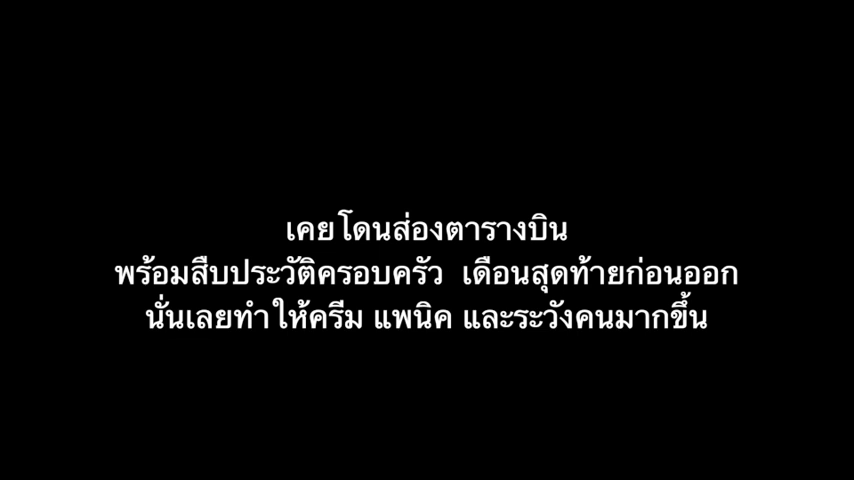 เคยโดนส่องตารางบิน
พร้อมสืบประวัติครอบครัว เดือนสุดท้ายก่อนออก
นั่นเลยทำให้ครีม แพนิค และระวังคนมากขึ้น